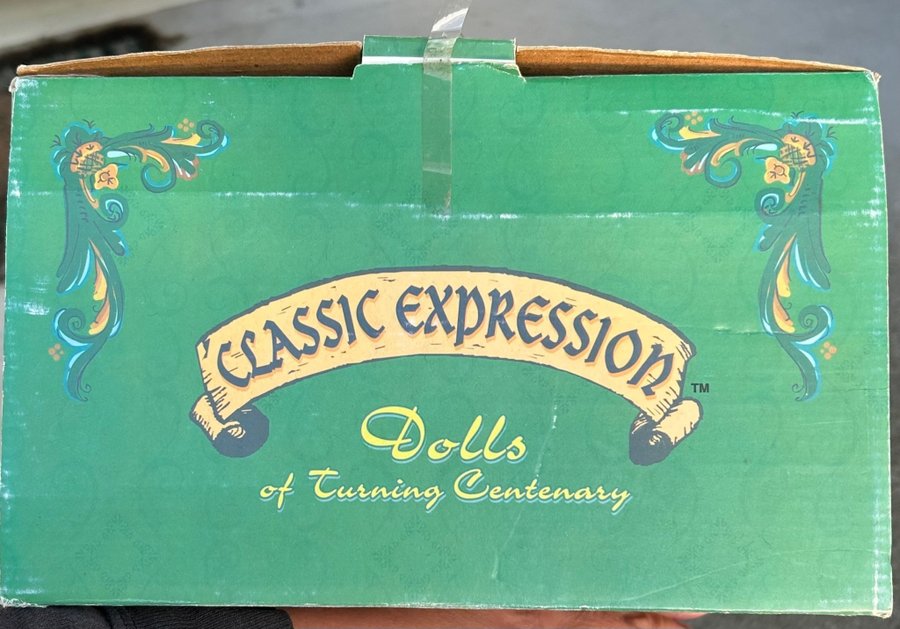 CLASSIC EXPRESSION™
Dolls
of Turning Centenary